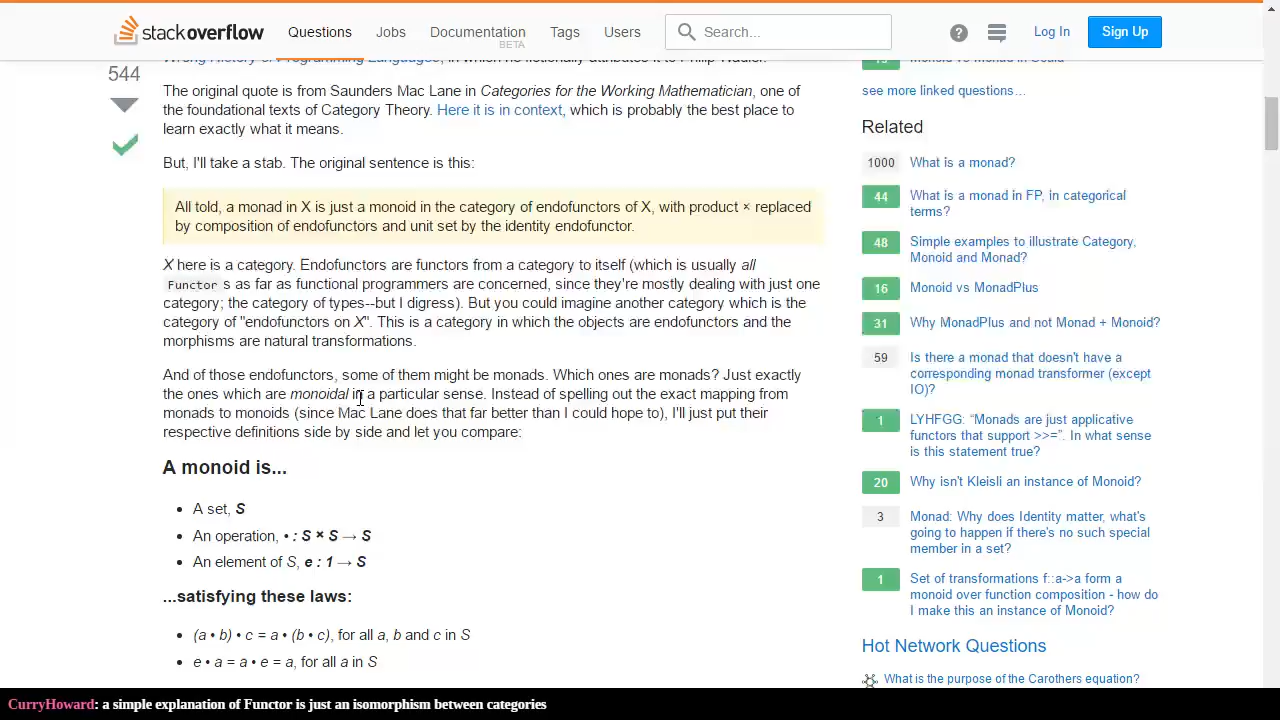 stackoverflow
Questions
Jobs
Documentation
BETA
Tags
Users
Search...
Log In
Sign Up
544
Wrong History of Programming Languages, in which he fictionally attributes it to Philip Wadler.
The original quote is from Saunders Mac Lane in Categories for the Working Mathematician, one of
the foundational texts of Category Theory. Here it is in context, which is probably the best place to
learn exactly what it means.
But, I'll take a stab. The original sentence is this:
All told, a monad in X is just a monoid in the category of endofunctors of X, with product × replaced
by composition of endofunctors and unit set by the identity endofunctor.
X here is a category. Endofunctors are functors from a category to itself (which is usually all
Functor s as far as functional programmers are concerned, since they're mostly dealing with just one
category; the category of types--but I digress). But you could imagine another category which is the
category of "endofunctors on X". This is a category in which the objects are endofunctors and the
morphisms are natural transformations.
And of those endofunctors, some of them might be monads. Which ones are monads? Just exactly
the ones which are monoidal in a particular sense. Instead of spelling out the exact mapping from
monads to monoids (since Mac Lane does that far better than I could hope to), I'll just put their
respective definitions side by side and let you compare:
A monoid is...
• A set, S
• An operation, • : S × S → S
• An element of S, e : 1 → S
...satisfying these laws:
• (a • b) • c = a • (b • c), for all a, b and c in S
• e • a = a • e = a, for all a in S
see more linked questions…
Related
1000 What is a monad?
44 What is a monad in FP, in categorical
terms?
48 Simple examples to illustrate Category,
Monoid and Monad?
16 Monoid vs MonadPlus
31 Why MonadPlus and not Monad + Monoid?
59 Is there a monad that doesn't have a
corresponding monad transformer (except
IO)?
1 LYHFGG: “Monads are just applicative
functors that support >>=”. In what sense
is this statement true?
20 Why isn't Kleisli an instance of Monoid?
3 Monad: Why does Identity matter, what's
going to happen if there's no such special
member in a set?
1 Set of transformations f::a->a form a
monoid over function composition - how do
I make this an instance of Monoid?
Hot Network Questions
What is the purpose of the Carothers equation?
CurryHoward: a simple explanation of Functor is just an isomorphism between categories